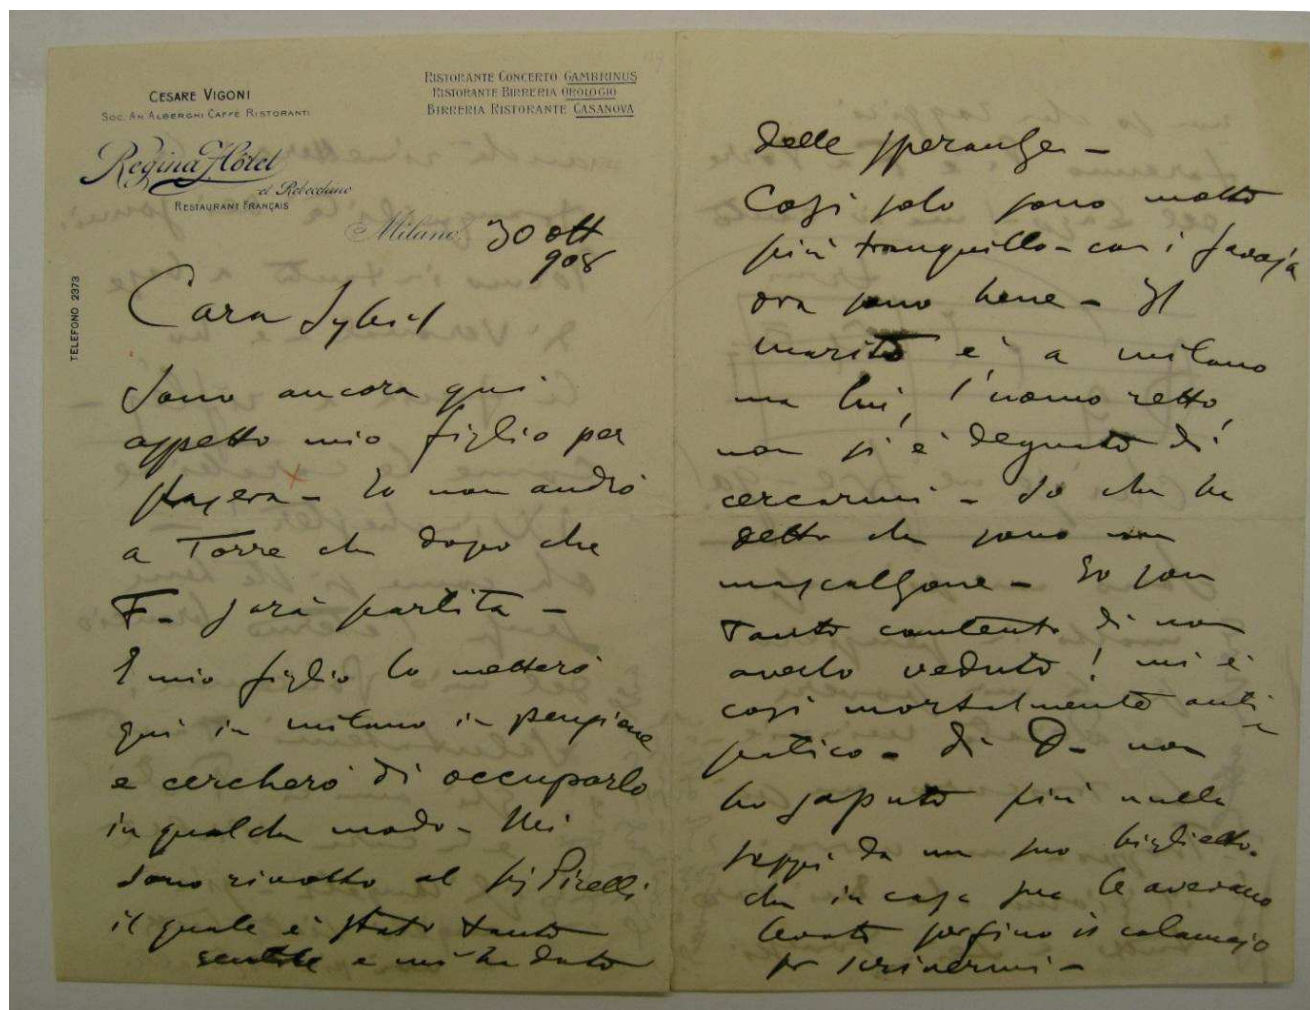 CESARE VIGONI
SOC. AN. ALBERGHI CAFFÈ RISTORANTI
Regina Hôtel
et Rebecchino
RESTAURANT FRANÇAIS
RISTORANTE CONCERTO GAMBRINUS
RISTORANTE BIRRERIA OROLOGIO
BIRRERIA RISTORANTE CASANOVA
TELEFONO 2373
Milano, 30 ott
908
Cara Sybil
Sono ancora qui
aspetto mio figlio per
stasera - Io non andrò
a Torre che dopo che
F- sarà partita -
E mio figlio lo metterò
qui in milano in pensione
e cercherò di occuparlo
in qualche modo - Mi
sono rivolto al sig Pirelli
il quale è stato tanto
gentile e mi ha dato
delle speranze -
Così solo sono molto
più tranquillo - con i
ora sono bene - Il
marito è a milano
ma lui, l'uomo retto,
non si è degnato di
cercarmi - So che ha
detto che sono un
mascalzone - Io son
tanto contento di non
averlo veduto! mi è
così mortalmente anti-
patico - di D- non
ho saputo più nulla
seppi da un suo biglietto
che in casa sua le avevano
levato perfino il calamajo
per scrivermi -